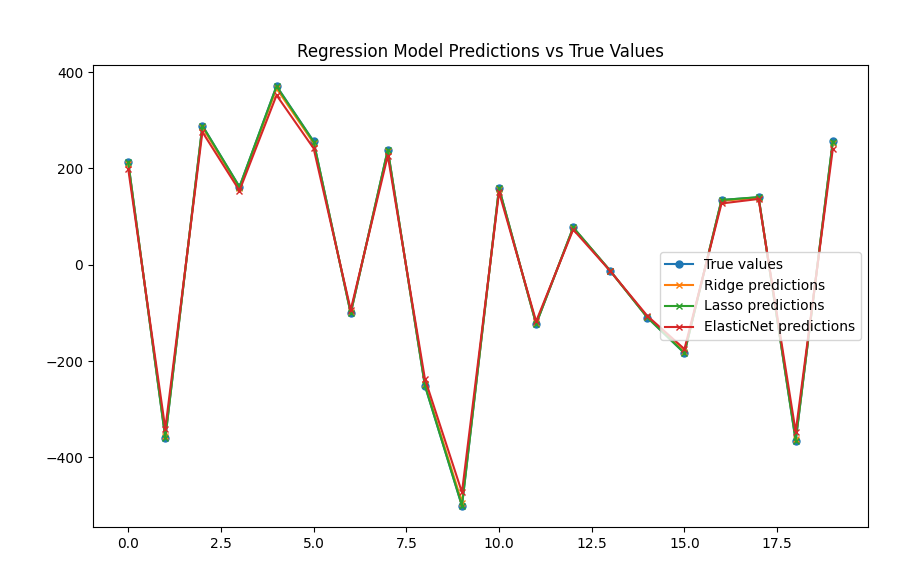 Regression Model Predictions vs True Values
400
200
0
−200
−400
True values
Ridge predictions
Lasso predictions
ElasticNet predictions
0.0 2.5 5.0 7.5 10.0 12.5 15.0 17.5